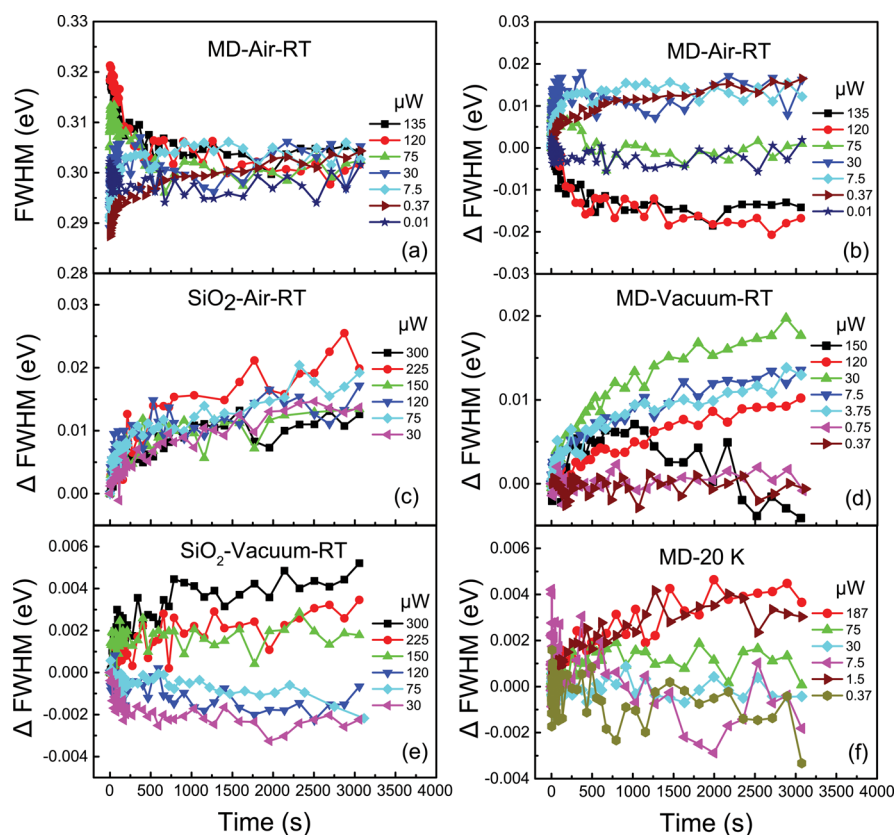 MD-Air-RT
µW
135
120
75
30
7.5
0.37
0.01
(a)
FWHM (eV)
0.33
0.32
0.31
0.30
0.29
0.28
MD-Air-RT
µW
135
120
75
30
7.5
0.37
0.01
(b)
Δ FWHM (eV)
0.03
0.02
0.01
0.00
-0.01
-0.02
-0.03
SiO2-Air-RT
µW
300
225
150
120
75
30
(c)
Δ FWHM (eV)
0.03
0.02
0.01
0.00
MD-Vacuum-RT
µW
150
120
30
7.5
3.75
0.75
0.37
(d)
Δ FWHM (eV)
0.02
0.01
0.00
SiO2-Vacuum-RT
µW
300
225
150
120
75
30
(e)
Δ FWHM (eV)
0.006
0.004
0.002
0.000
-0.002
-0.004
0 500 1000 1500 2000 2500 3000 3500 4000
Time (s)
MD-20 K
µW
187
75
30
7.5
1.5
0.37
(f)
Δ FWHM (eV)
0.006
0.004
0.002
0.000
-0.002
-0.004
0 500 1000 1500 2000 2500 3000 3500 4000
Time (s)